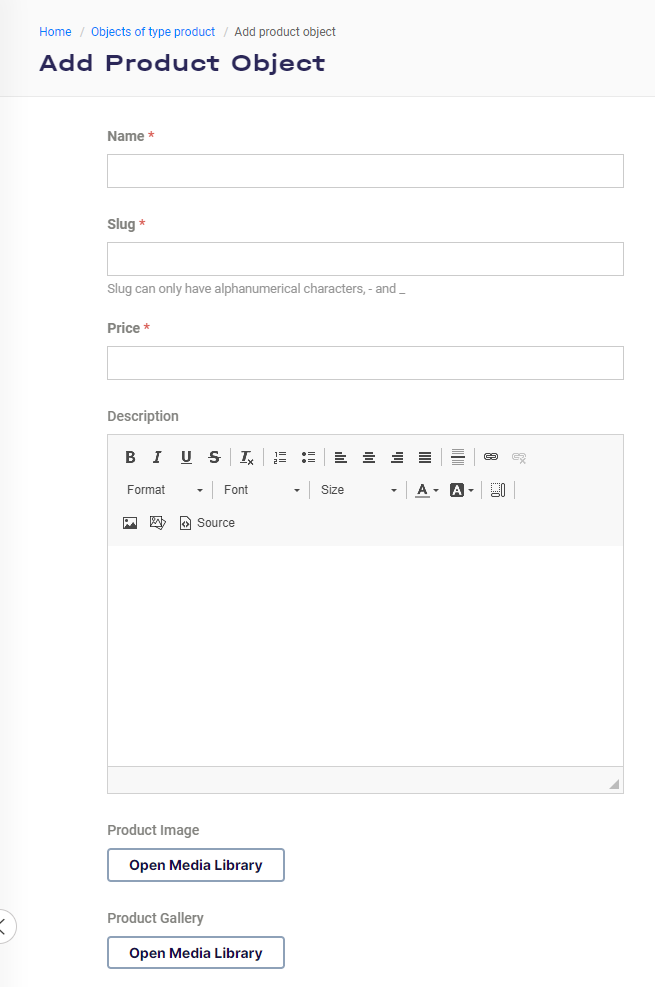 Home / Objects of type product / Add product object
Add Product Object
Name *
Slug *
Slug can only have alphanumerical characters, - and _
Price *
Description
B I U S Tx
Format Font Size A A
Source
Product Image
Open Media Library
Product Gallery
Open Media Library